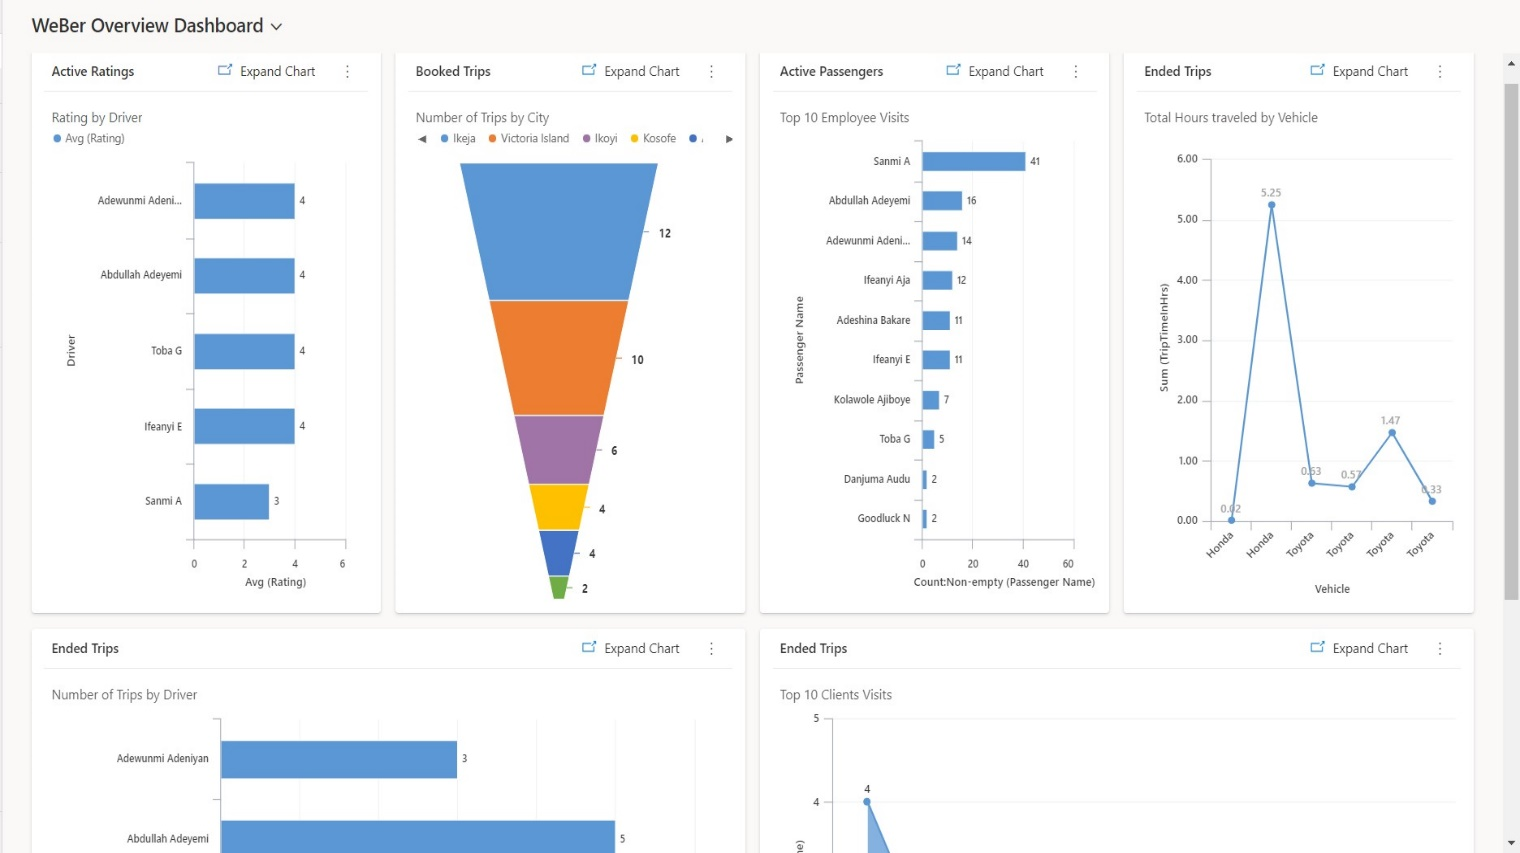 WeBer Overview Dashboard
Active Ratings
Expand Chart
Rating by Driver
Avg (Rating)
Driver
Adewunmi Adeni...
4
Abdullah Adeyemi
4
Toba G
4
Ifeanyi E
4
Sanmi A
3
0 2 4 6
Avg (Rating)
Booked Trips
Expand Chart
Number of Trips by City
Ikeja Victoria Island Ikoyi Kosofe
12
10
6
4
4
2
Active Passengers
Expand Chart
Top 10 Employee Visits
Passenger Name
Sanmi A
41
Abdullah Adeyemi
16
Adewunmi Adeni...
14
Ifeanyi Aja
12
Adeshina Bakare
11
Ifeanyi E
11
Kolawole Ajiboye
7
Toba G
5
Danjuma Audu
2
Goodluck N
2
0 20 40 60
Count:Non-empty (Passenger Name)
Ended Trips
Expand Chart
Total Hours traveled by Vehicle
Sum (TripTimeInHrs)
6.00
5.00
4.00
3.00
2.00
1.00
0.00
0.02
5.25
0.63
0.57
1.47
0.33
Honda
Honda
Toyota
Toyota
Toyota
Toyota
Vehicle
Ended Trips
Expand Chart
Number of Trips by Driver
Adewunmi Adeniyan
3
Abdullah Adeyemi
5
Ended Trips
Expand Chart
Top 10 Clients Visits
5
4
4